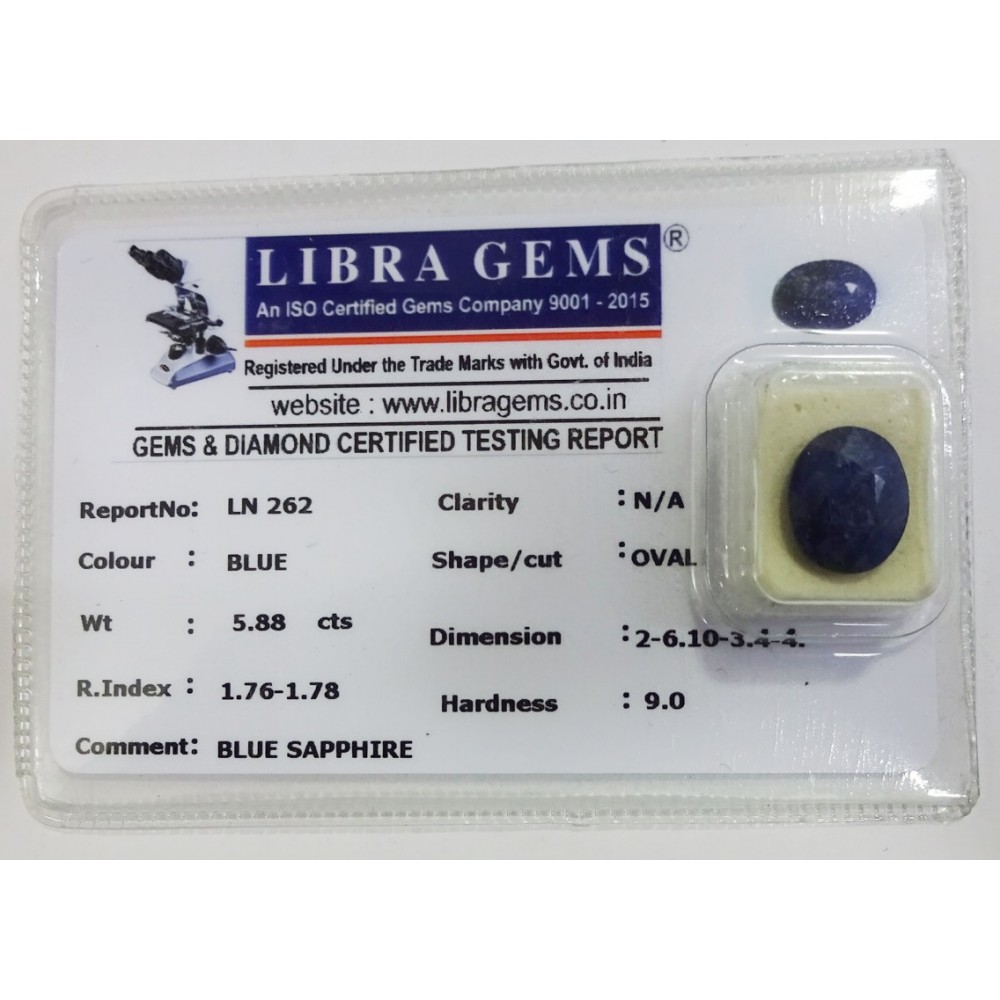 LIBRA GEMS ®
An ISO Certified Gems Company 9001 - 2015
Registered Under the Trade Marks with Govt. of India
website : www.libragems.co.in
GEMS & DIAMOND CERTIFIED TESTING REPORT
ReportNo: LN 262
Clarity : N/A
Colour : BLUE
Shape/cut : OVAL
Wt : 5.88 cts
Dimension : 2-6.10-3.4-4.
R.Index : 1.76-1.78
Hardness : 9.0
Comment: BLUE SAPPHIRE